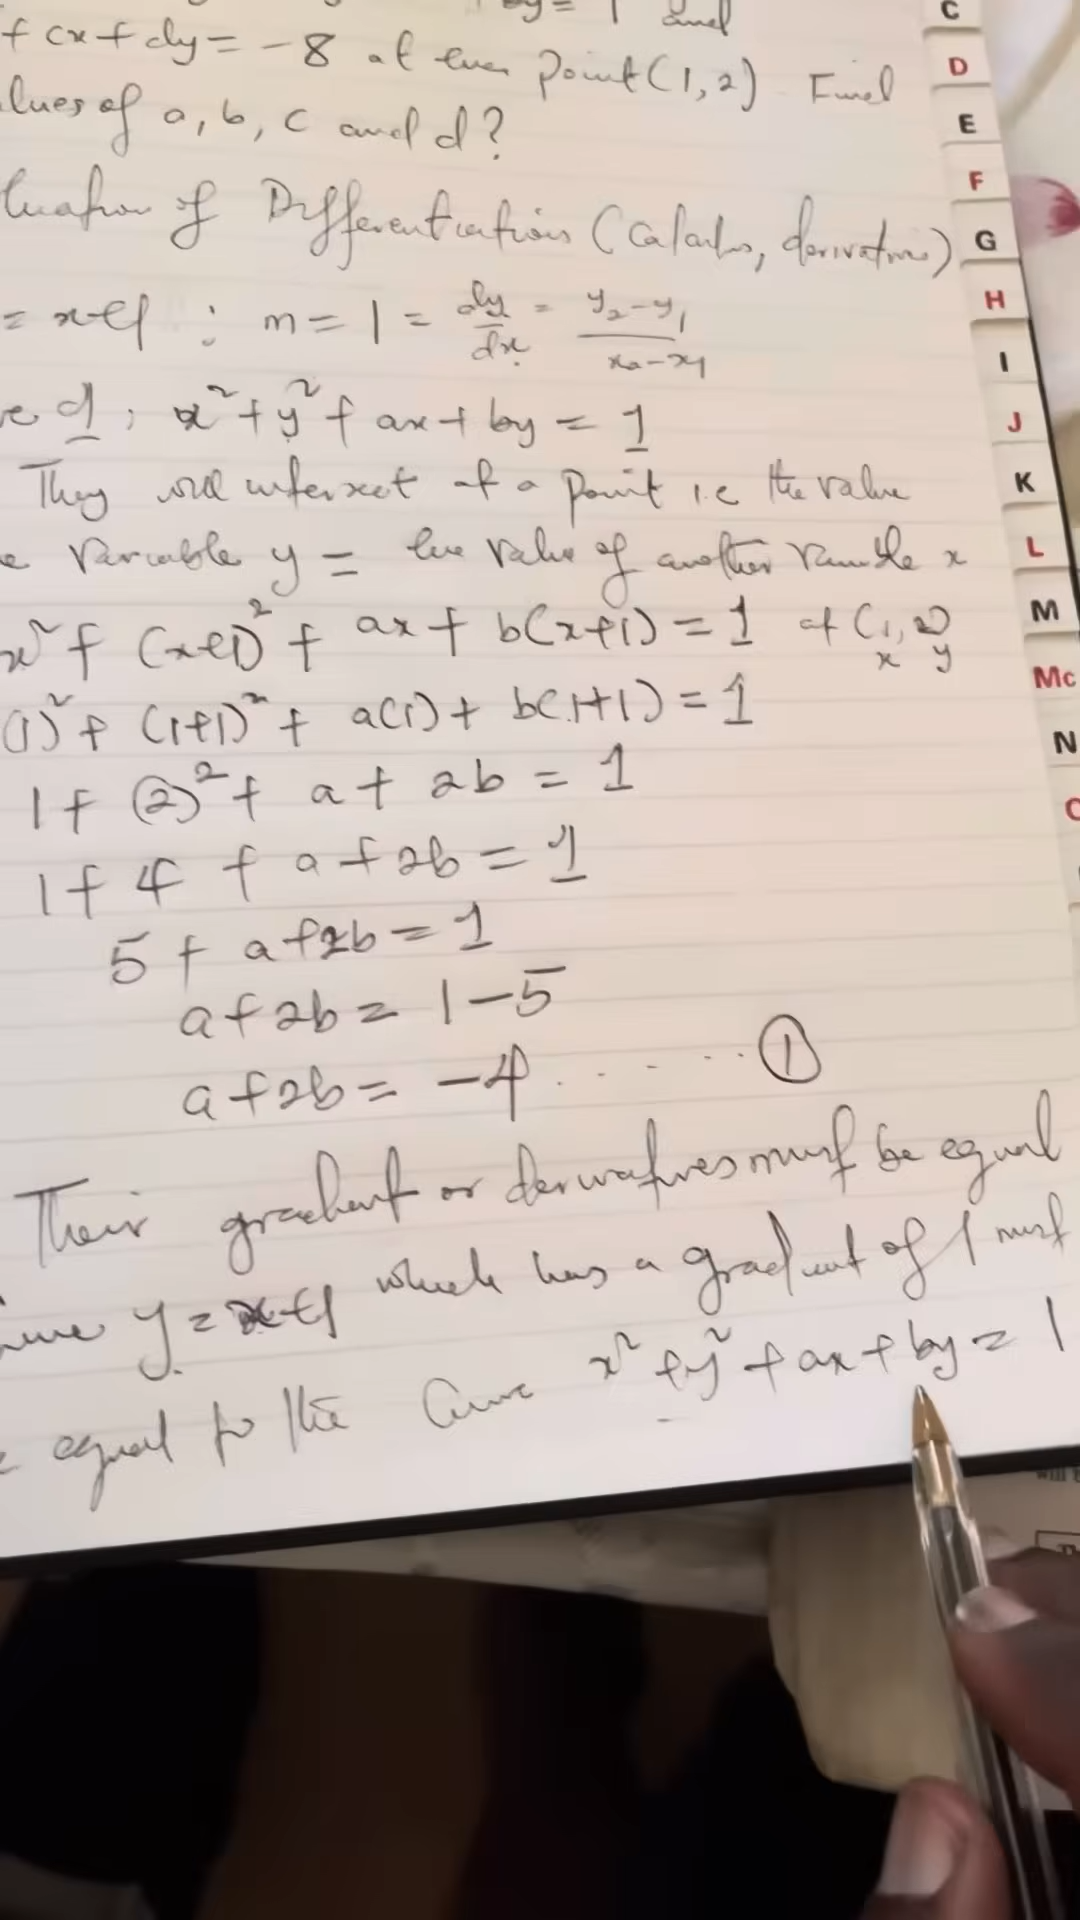 by = 1 and
+ cx + dy = -8 at point (1, 2) Find
lues of a, b, c and d?
of Differentiation (Calculus, derivative)
= x+1 ; m = 1 = dy/dx = y₂-y₁/x₂-x₁
x² + y² + ax + by = 1
They will intersect at a point i.e the value
e variable y = the value of another variable x
x² + (x+1)² + ax + b(x+1) = 1 at (1, 2)
x y
(1)² + (1+1)² + a(1) + b(1+1) = 1
1 + (2)² + a + 2b = 1
1 + 4 + a + 2b = 1
5 + a + 2b = 1
a + 2b = 1 - 5
a + 2b = -4 ........ ①
Their gradient or derivatives must be equal
y = x+1 which has a gradient of 1 must
equal to the Curve x² + y² + ax + by = 1
C
D
E
F
G
H
I
J
K
L
M
Mc
N